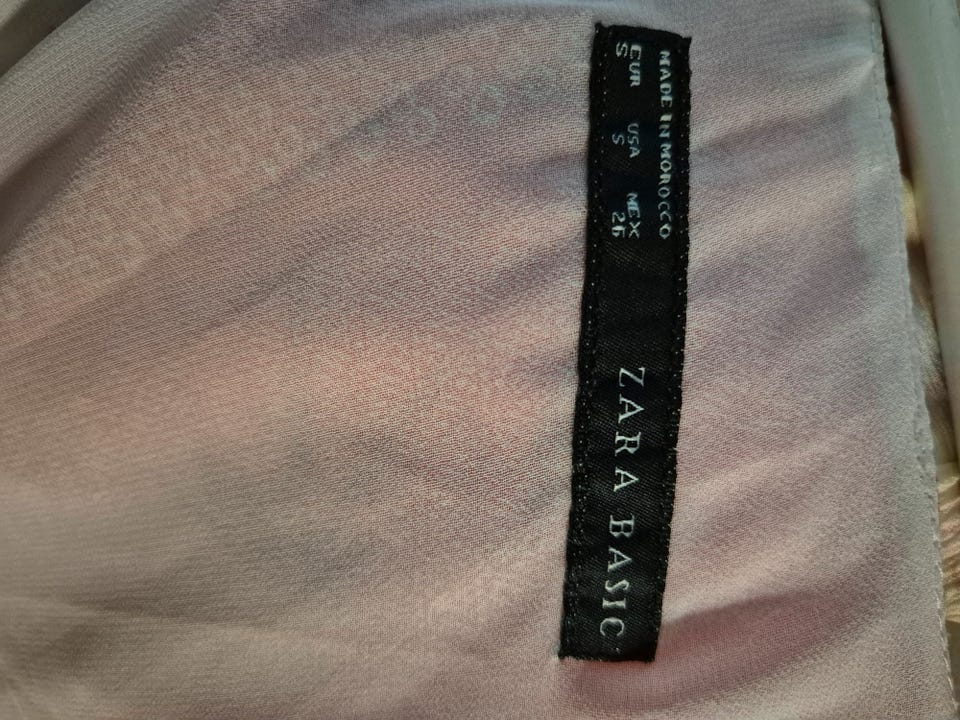 MADE IN MOROCCO
EUR USA MEX
S S 26
ZARA BASIC